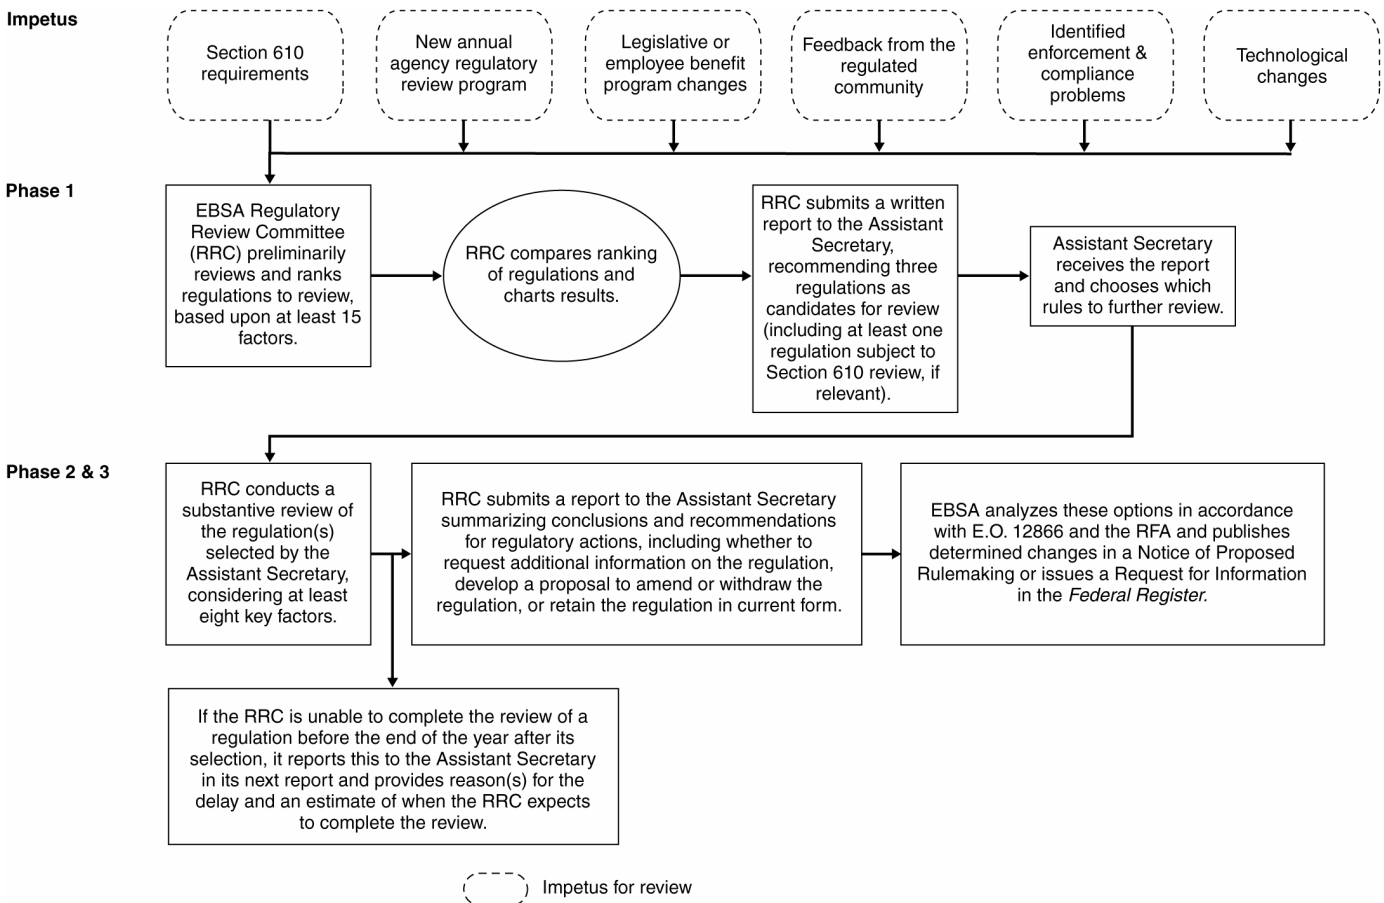 Impetus
Section 610
requirements
New annual
agency regulatory
review program
Legislative or
employee benefit
program changes
Feedback from the
regulated
community
Identified
enforcement &
compliance
problems
Technological
changes
Phase 1
EBSA Regulatory
Review Committee
(RRC) preliminarily
reviews and ranks
regulations to review,
based upon at least 15
factors.
RRC compares ranking
of regulations and
charts results.
RRC submits a written
report to the Assistant
Secretary,
recommending three
regulations as
candidates for review
(including at least one
regulation subject to
Section 610 review, if
relevant).
Assistant Secretary
receives the report
and chooses which
rules to further review.
Phase 2 & 3
RRC conducts a
substantive review of
the regulation(s)
selected by the
Assistant Secretary,
considering at least
eight key factors.
RRC submits a report to the Assistant Secretary
summarizing conclusions and recommendations
for regulatory actions, including whether to
request additional information on the regulation,
develop a proposal to amend or withdraw the
regulation, or retain the regulation in current form.
EBSA analyzes these options in accordance
with E.O. 12866 and the RFA and publishes
determined changes in a Notice of Proposed
Rulemaking or issues a Request for Information
in the Federal Register.
If the RRC is unable to complete the review of a
regulation before the end of the year after its
selection, it reports this to the Assistant Secretary
in its next report and provides reason(s) for the
delay and an estimate of when the RRC expects
to complete the review.
Impetus for review